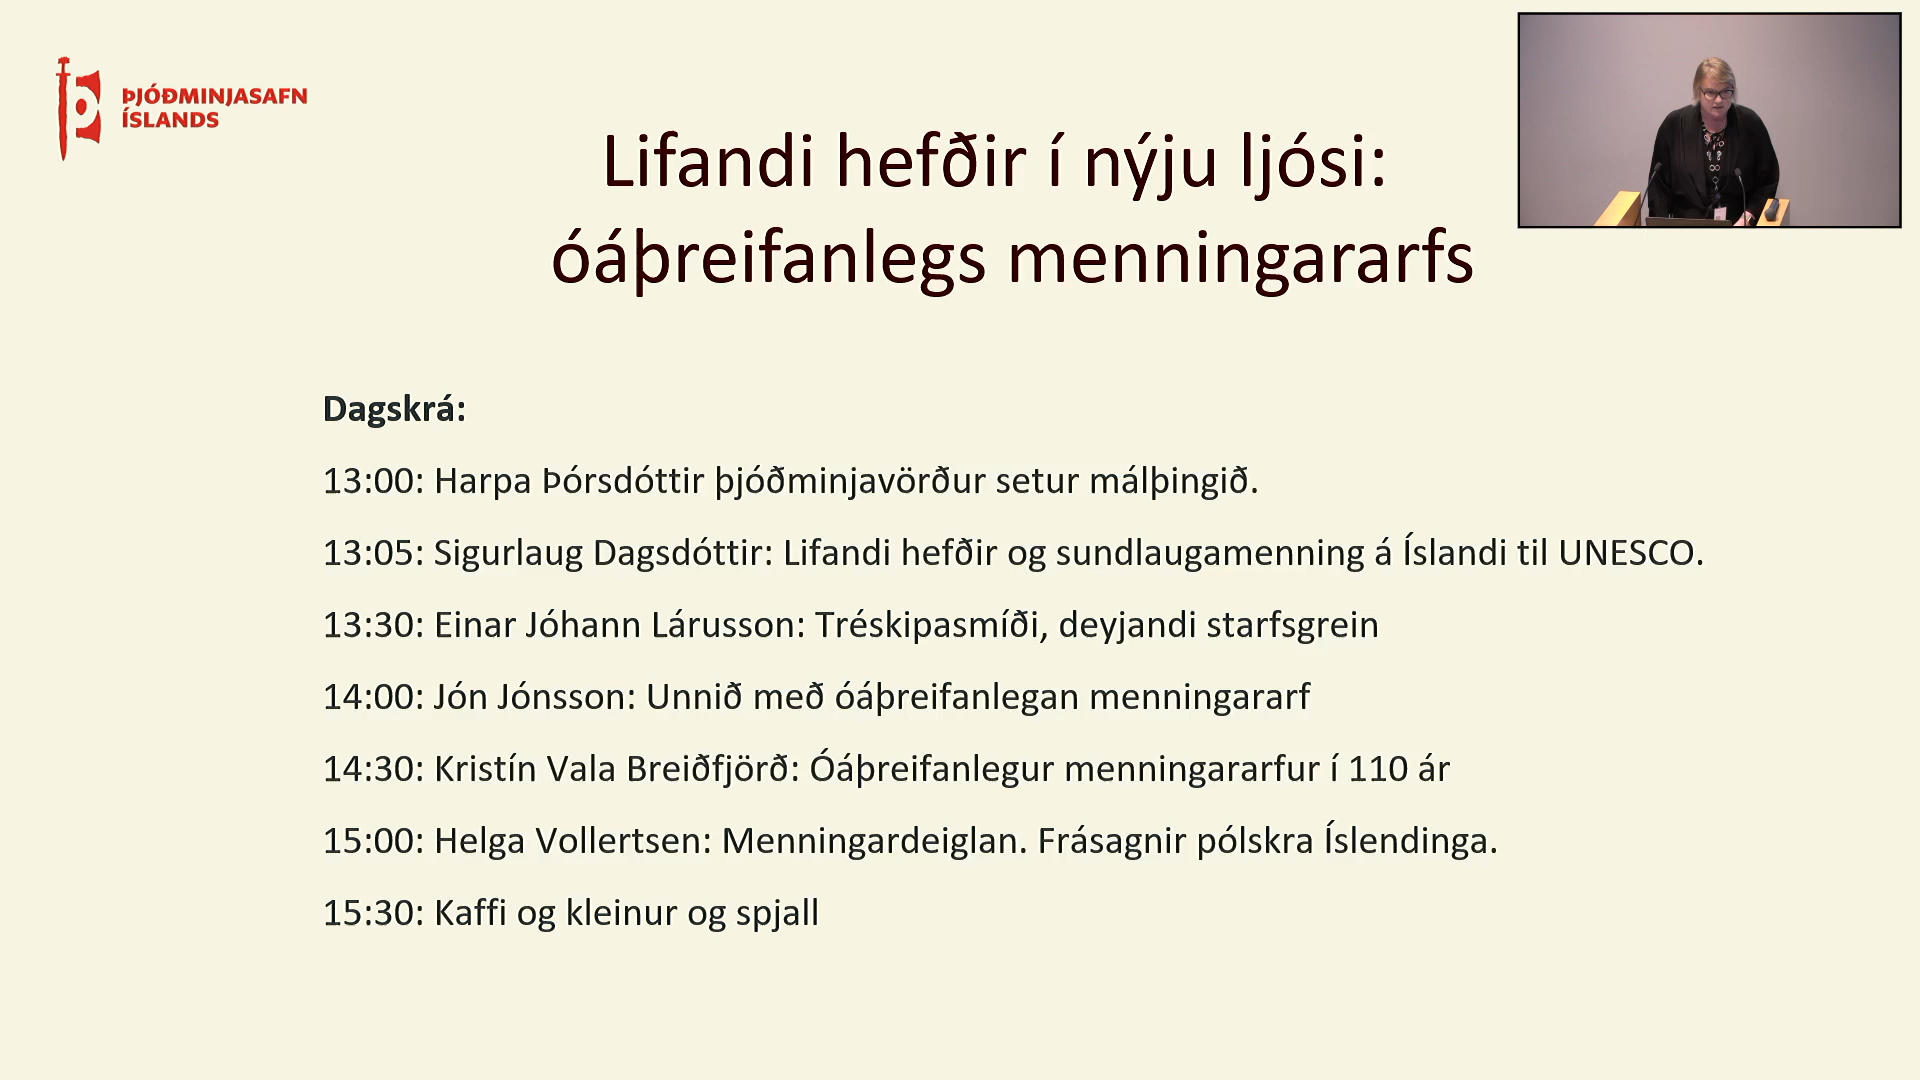 ÞJÓÐMINJASAFN
ÍSLANDS
Lifandi hefðir í nýju ljósi:
óáþreifanlegs menningararfs
Dagskrá:
13:00: Harpa Þórsdóttir þjóðminjavörður setur málþingið.
13:05: Sigurlaug Dagsdóttir: Lifandi hefðir og sundlaugamenning á Íslandi til UNESCO.
13:30: Einar Jóhann Lárusson: Tréskipasmíði, deyjandi starfsgrein
14:00: Jón Jónsson: Unnið með óáþreifanlegan menningararf
14:30: Kristín Vala Breiðfjörð: Óáþreifanlegur menningararfur í 110 ár
15:00: Helga Vollertsen: Menningardeiglan. Frásagnir pólskra Íslendinga.
15:30: Kaffi og kleinur og spjall